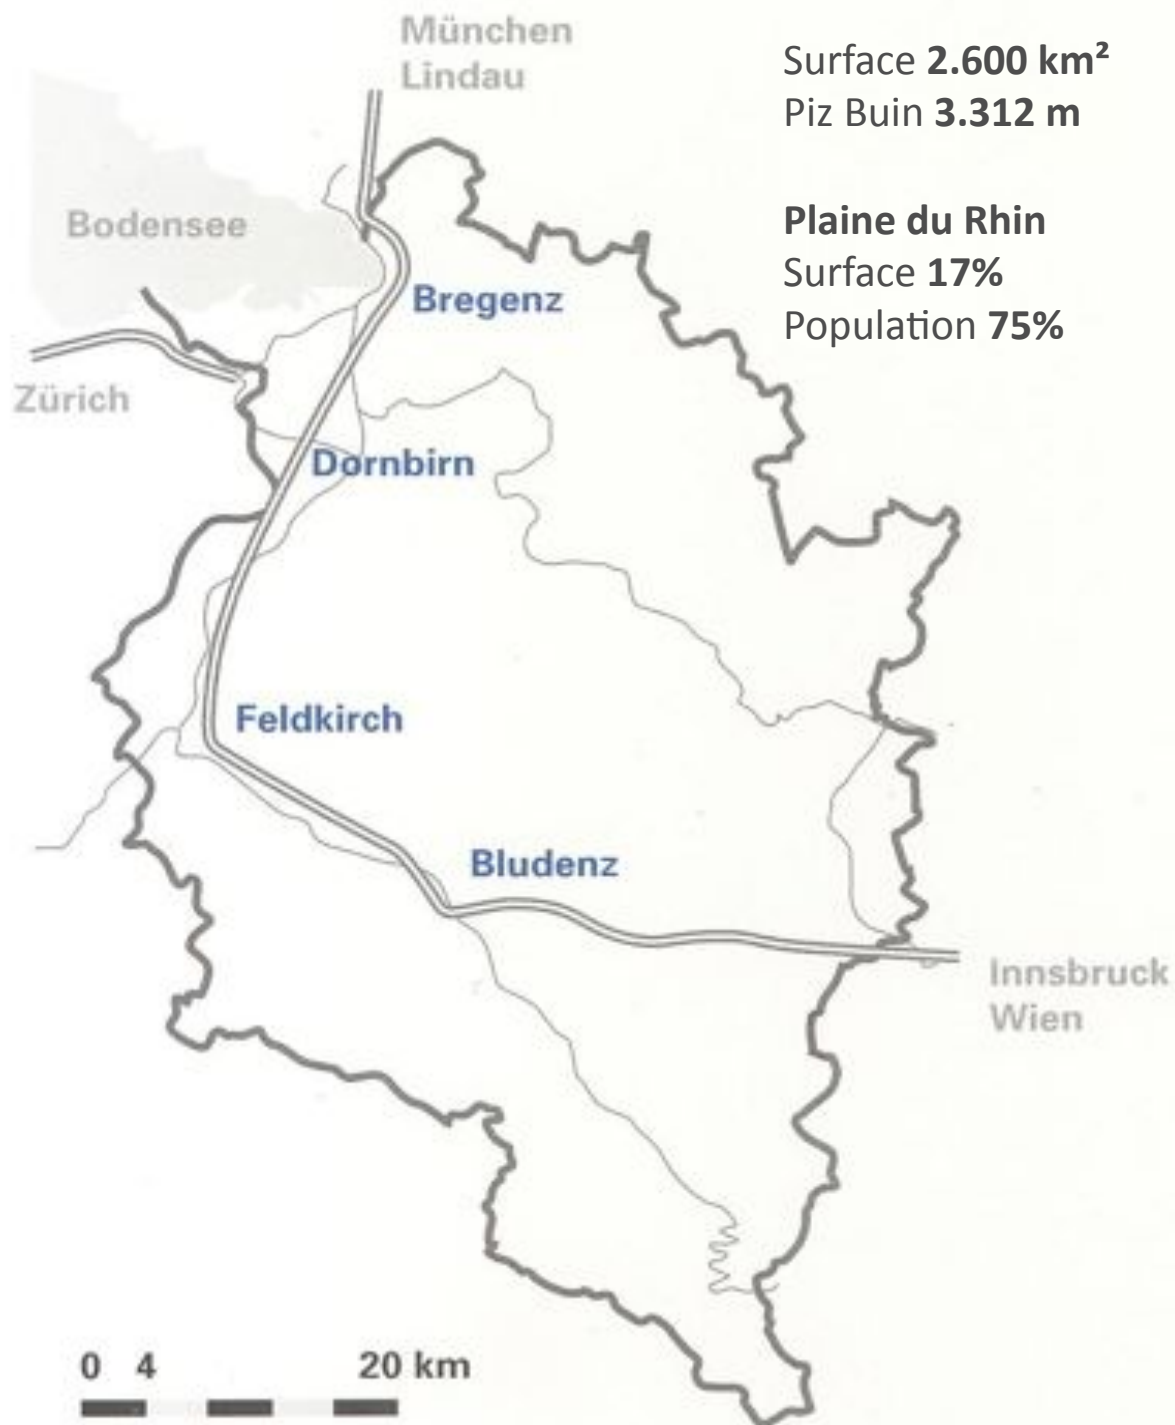 München
Lindau
Surface 2.600 km²
Piz Buin 3.312 m
Plaine du Rhin
Surface 17%
Population 75%
Bodensee
Bregenz
Zürich
Dornbirn
Feldkirch
Bludenz
Innsbruck
Wien
0 4 20 km